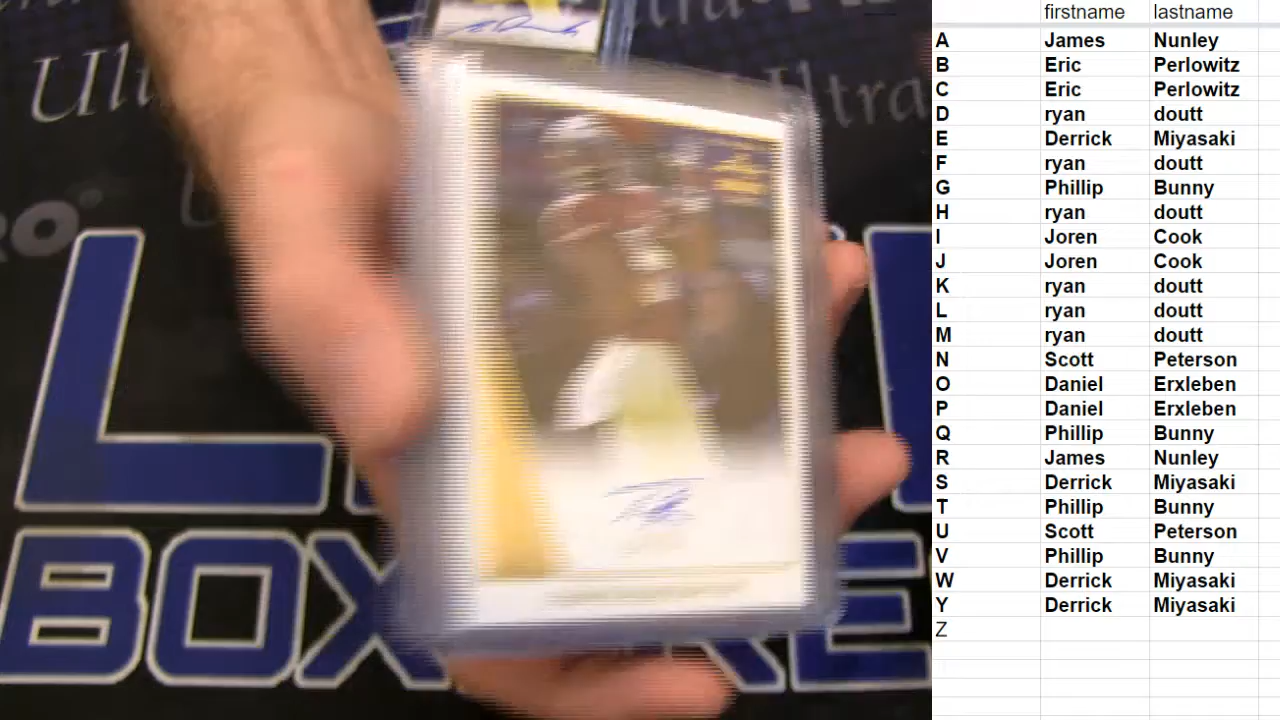 firstname lastname
A James Nunley
B Eric Perlowitz
C Eric Perlowitz
D ryan doutt
E Derrick Miyasaki
F ryan doutt
G Phillip Bunny
H ryan doutt
I Joren Cook
J Joren Cook
K ryan doutt
L ryan doutt
M ryan doutt
N Scott Peterson
O Daniel Erxleben
P Daniel Erxleben
Q Phillip Bunny
R James Nunley
S Derrick Miyasaki
T Phillip Bunny
U Scott Peterson
V Phillip Bunny
W Derrick Miyasaki
Y Derrick Miyasaki
Z